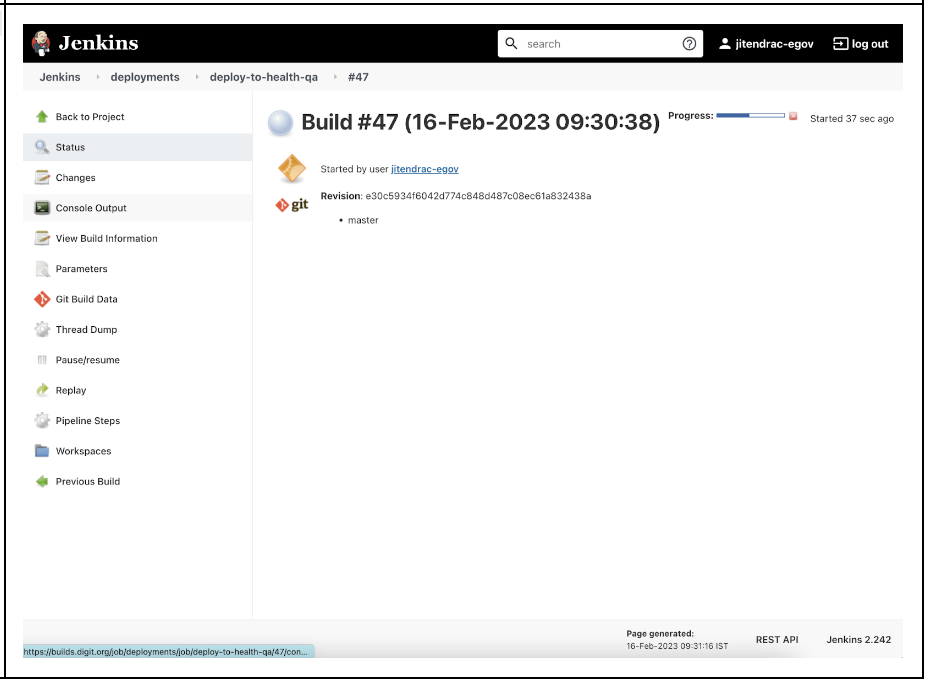 Jenkins
search
jitendrac-egov
log out
Jenkins deployments deploy-to-health-qa #47
Back to Project
Status
Changes
Console Output
View Build Information
Parameters
Git Build Data
Thread Dump
Pause/resume
Replay
Pipeline Steps
Workspaces
Previous Build
Build #47 (16-Feb-2023 09:30:38)
Progress:
Started 37 sec ago
Started by user jitendrac-egov
git
Revision: e30c5934f6042d774c848d487c08ec61a832438a
• master
Page generated:
16-Feb-2023 09:31:16 IST
REST API
Jenkins 2.242
https://builds.digit.org/job/deployments/job/deploy-to-health-qa/47/con...